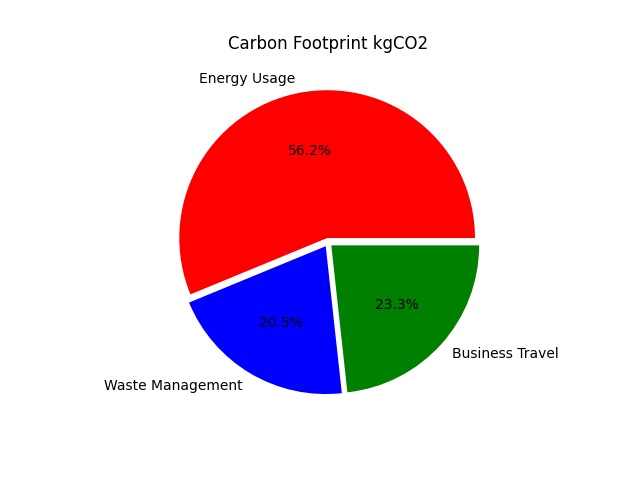 Carbon Footprint kgCO2
Energy Usage
56.2%
23.3%
20.5%
Business Travel
Waste Management